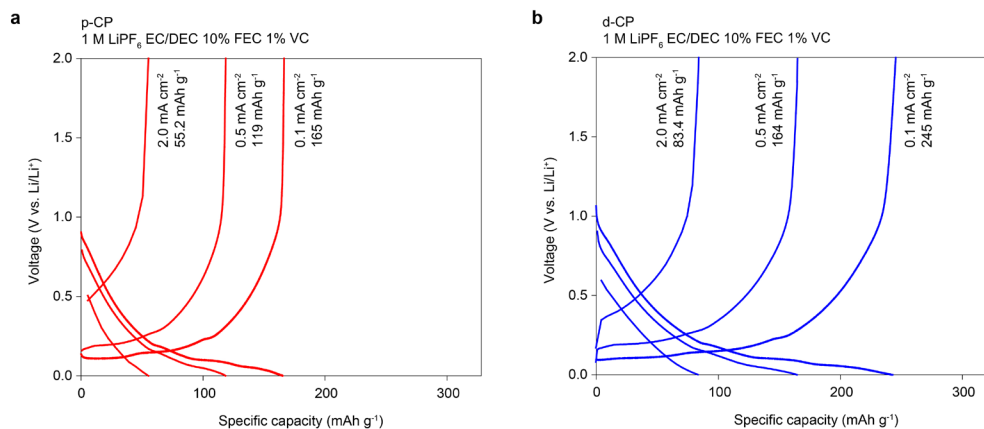 a
p-CP
1 M LiPF₆ EC/DEC 10% FEC 1% VC
2.0
1.5
1.0
0.5
0.0
Voltage (V vs. Li/Li⁺)
2.0 mA cm⁻²
55.2 mAh g⁻¹
0.5 mA cm⁻²
119 mAh g⁻¹
0.1 mA cm⁻²
165 mAh g⁻¹
0
100
200
300
Specific capacity (mAh g⁻¹)
b
d-CP
1 M LiPF₆ EC/DEC 10% FEC 1% VC
2.0
1.5
1.0
0.5
0.0
Voltage (V vs. Li/Li⁺)
2.0 mA cm⁻²
83.4 mAh g⁻¹
0.5 mA cm⁻²
164 mAh g⁻¹
0.1 mA cm⁻²
245 mAh g⁻¹
0
100
200
300
Specific capacity (mAh g⁻¹)